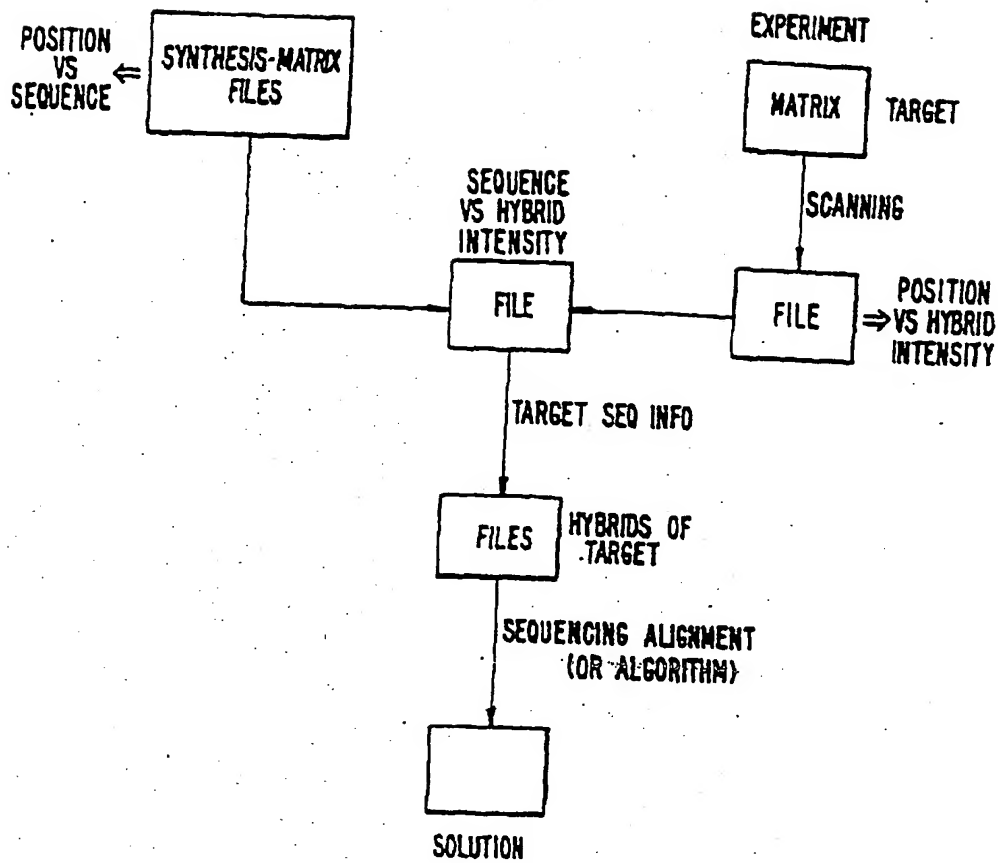 POSITION
VS
SEQUENCE
⇐
SYNTHESIS-MATRIX
FILES
EXPERIMENT
MATRIX
TARGET
SCANNING
SEQUENCE
VS HYBRID
INTENSITY
FILE
FILE
⇒
POSITION
VS HYBRID
INTENSITY
TARGET SEQ INFO
FILES
HYBRIDS OF
TARGET
SEQUENCING ALIGNMENT
(OR ALGORITHM)
SOLUTION